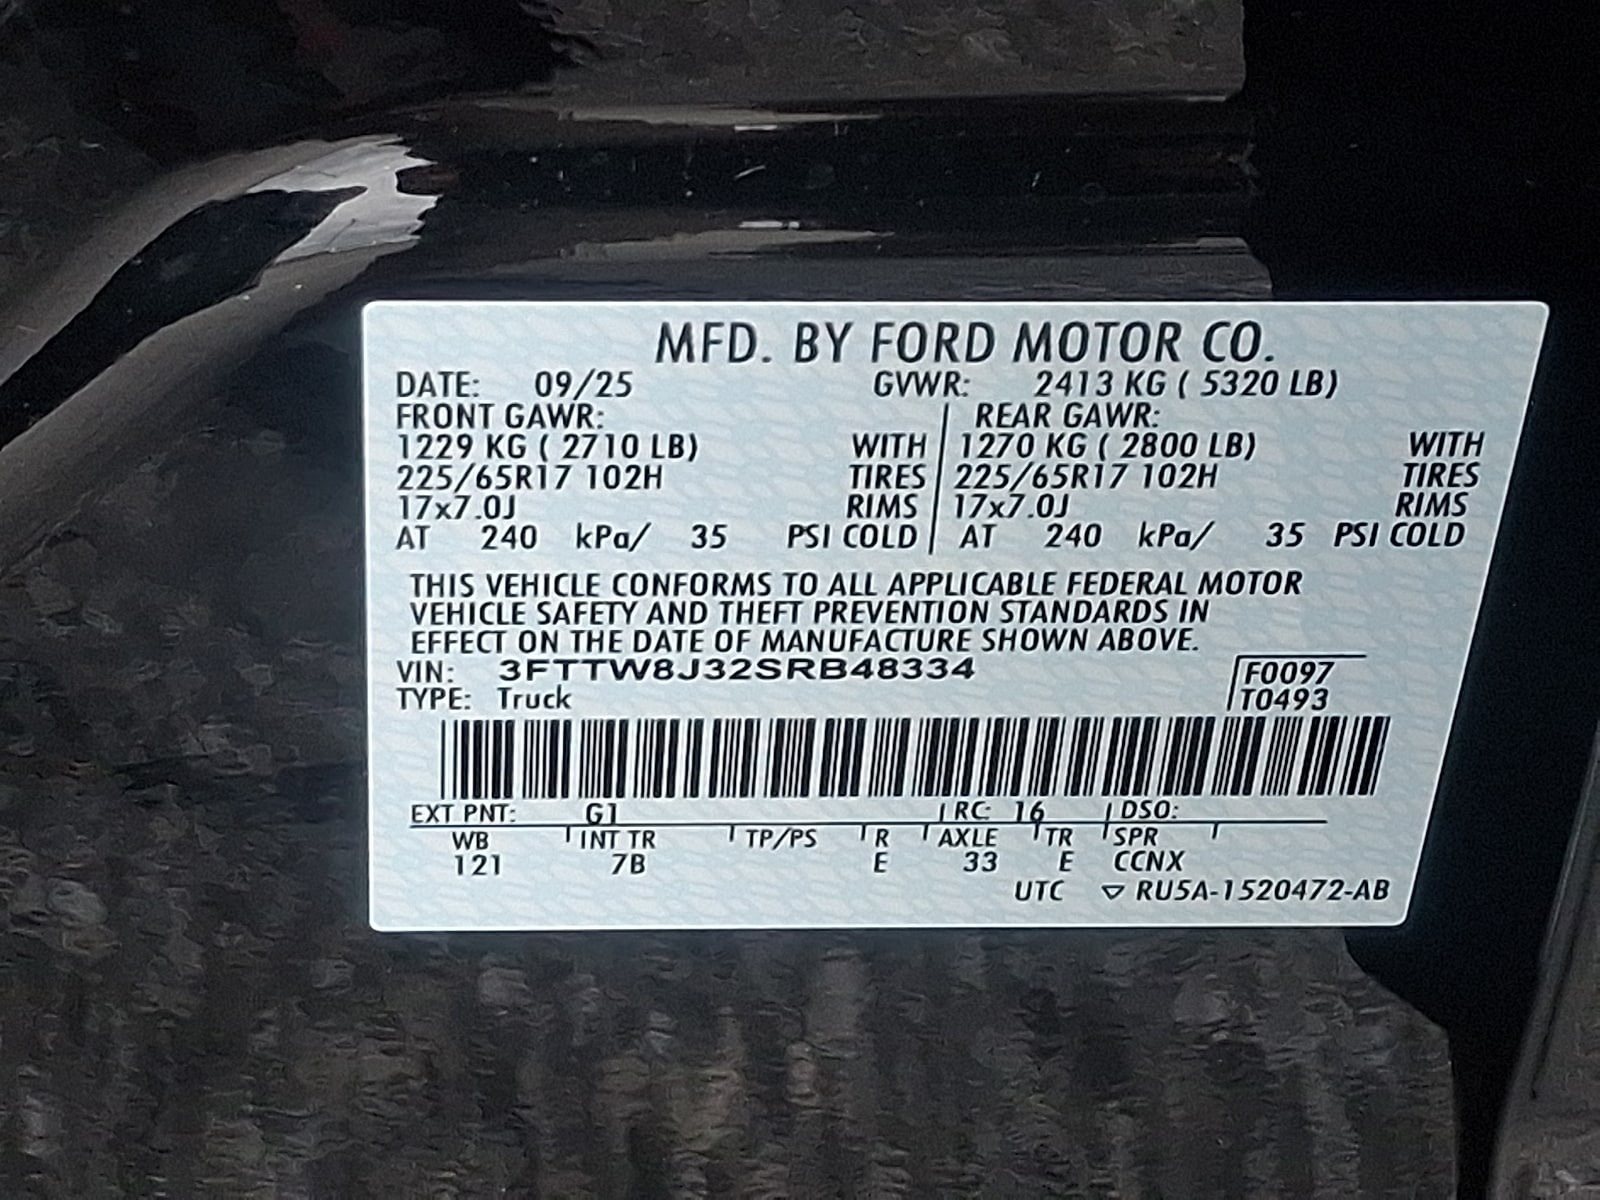 MFD. BY FORD MOTOR CO.
DATE: 09/25 GVWR: 2413 KG ( 5320 LB)
FRONT GAWR: REAR GAWR:
1229 KG ( 2710 LB) WITH 1270 KG ( 2800 LB) WITH
225/65R17 102H TIRES 225/65R17 102H TIRES
17x7.0J RIMS 17x7.0J RIMS
AT 240 kPa/ 35 PSI COLD AT 240 kPa/ 35 PSI COLD
THIS VEHICLE CONFORMS TO ALL APPLICABLE FEDERAL MOTOR
VEHICLE SAFETY AND THEFT PREVENTION STANDARDS IN
EFFECT ON THE DATE OF MANUFACTURE SHOWN ABOVE.
VIN: 3FTTW8J32SRB48334 F0097
TYPE: Truck T0493
EXT PNT: G1 RC: 16 DSO:
WB INT TR TP/PS R AXLE TR SPR
121 7B E 33 E CCNX
UTC ▽ RU5A-1520472-AB